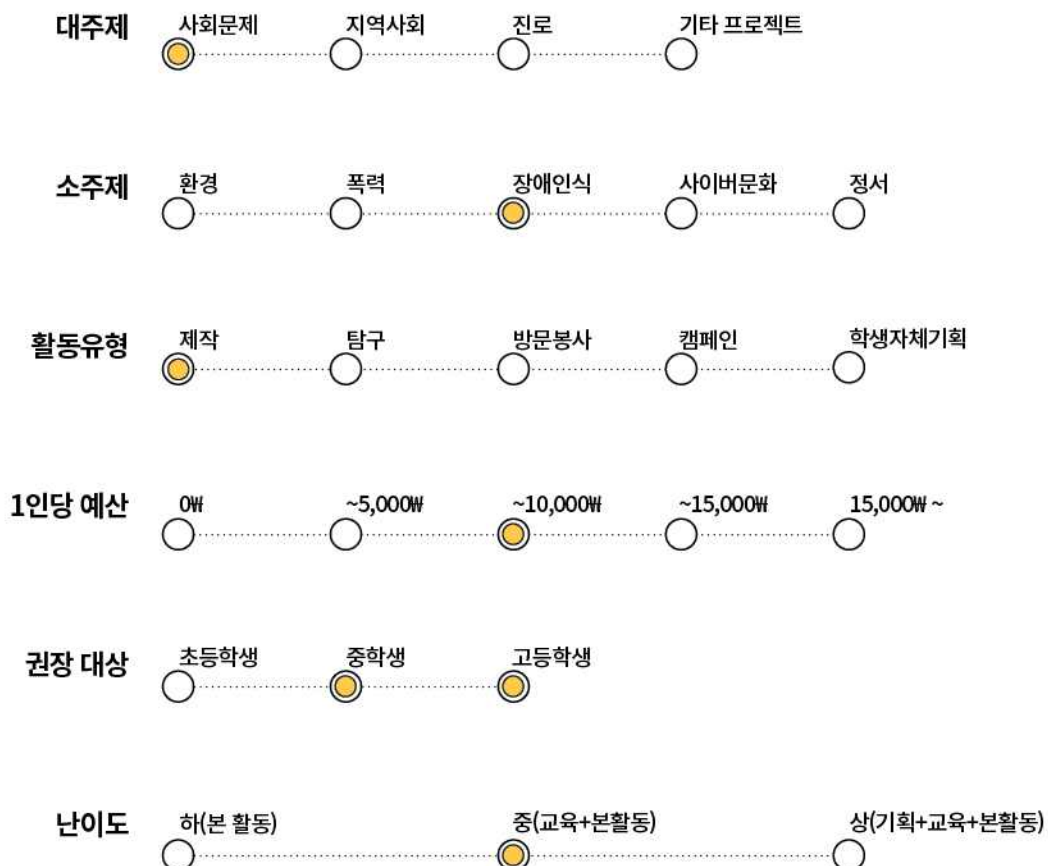 대주제 사회문제 지역사회 진로 기타 프로젝트
소주제 환경 폭력 장애인식 사이버문화 정서
활동유형 제작 탐구 방문봉사 캠페인 학생자체기획
1인당 예산 0₩ ~5,000₩ ~10,000₩ ~15,000₩ 15,000₩ ~
권장 대상 초등학생 중학생 고등학생
난이도 하(본 활동) 중(교육+본활동) 상(기획+교육+본활동)